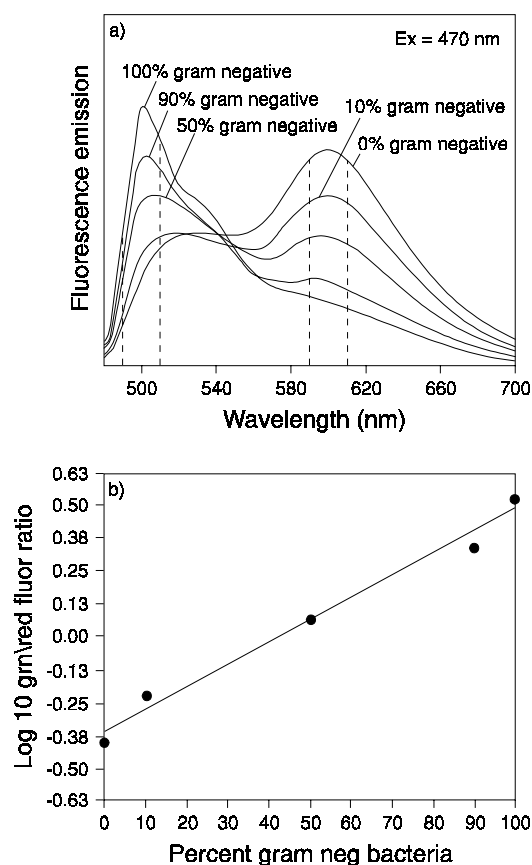 a)
Ex = 470 nm
100% gram negative
90% gram negative
50% gram negative
10% gram negative
0% gram negative
Fluorescence emission
500 540 580 620 660 700
Wavelength (nm)
b)
0.63
0.50
0.38
0.25
0.13
0.00
-0.13
-0.25
-0.38
-0.50
-0.63
Log 10 grn\red fluor ratio
0 10 20 30 40 50 60 70 80 90 100
Percent gram neg bacteria